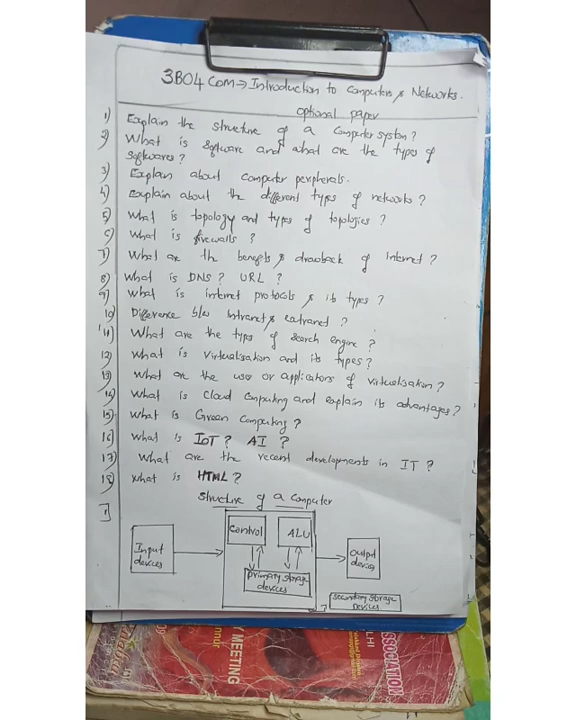 3BO4 Com ⇒ Introduction to Computers & Networks.
optional paper
1) Explain the structure of a Computer system?
2) What is software and what are the types of
softwares?
3) Explain about computer peripherals.
4) Explain about the different types of networks?
5) What is topology and types of topologies?
6) What is firewalls?
7) What are the benefits & drawback of internet?
8) What is DNS? URL?
9) What is internet protocols & its types?
10) Difference b/w Intranet & extranet?
11) What are the types of search engine?
12) What is virtualisation and its types?
13) What are the uses or applications of virtualisation?
14) What is Cloud Computing and explain its advantages?
15) What is Green Computing?
16) What is IoT? AI?
17) What are the recent developments in IT?
18) What is HTML?
Structure of a Computer
1]
Input
devices
Control
ALU
primary storage
devices
Output
devices
secondary storage
Devices.
MEETING
ASSOCIATION